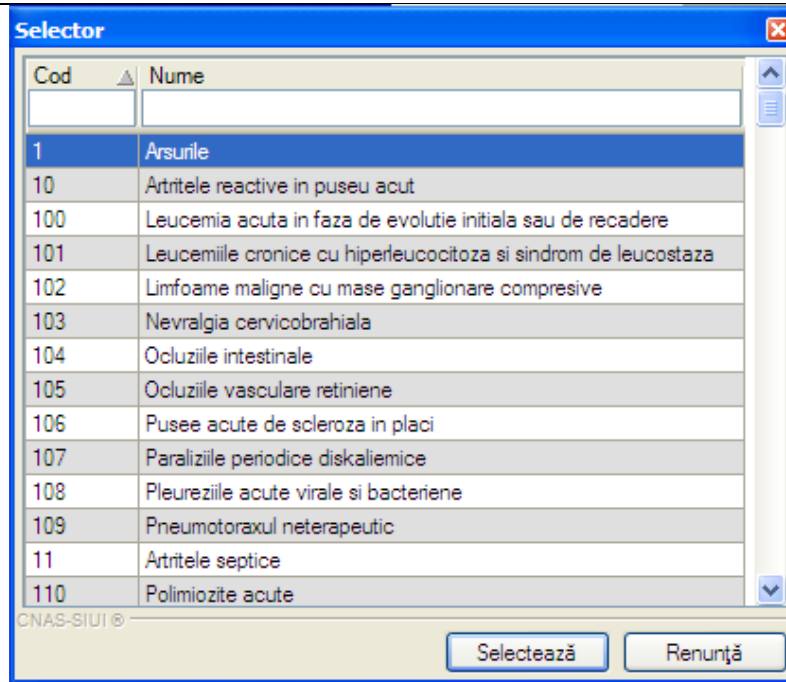 Selector
Cod Nume
1 Arsurile
10 Artritele reactive in puseu acut
100 Leucemia acuta in faza de evolutie initiala sau de recadere
101 Leucemiile cronice cu hiperleucocitoza si sindrom de leucostaza
102 Limfoame maligne cu mase ganglionare compresive
103 Nevralgia cervicobrahiala
104 Ocluziile intestinale
105 Ocluziile vasculare retiniene
106 Pusee acute de scleroza in placi
107 Paraliziile periodice diskaliemice
108 Pleureziile acute virale si bacteriene
109 Pneumotoraxul neterapeutic
11 Artritele septice
110 Polimiozite acute
CNAS-SIUI ®
Selectează Renunţă